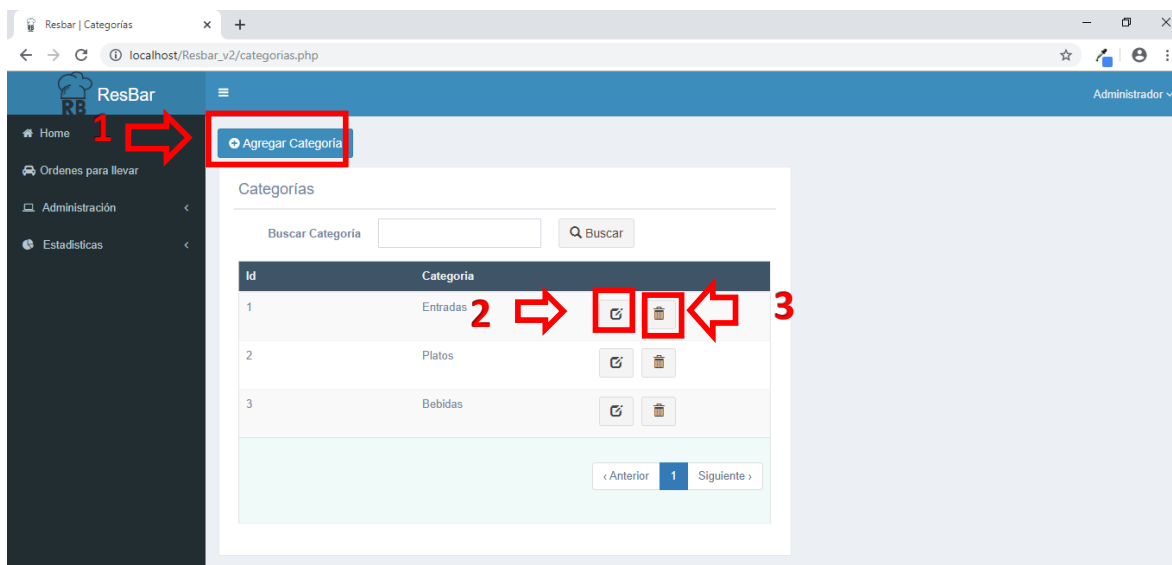 Resbar | Categorías
localhost/Resbar_v2/categorias.php
RB ResBar
Administrador
1
Home
Agregar Categoría
Ordenes para llevar
Administración
Estadisticas
Categorías
Buscar Categoria
Buscar
Id Categoria
1 Entradas
2
3
2 Platos
3 Bebidas
‹ Anterior 1 Siguiente ›